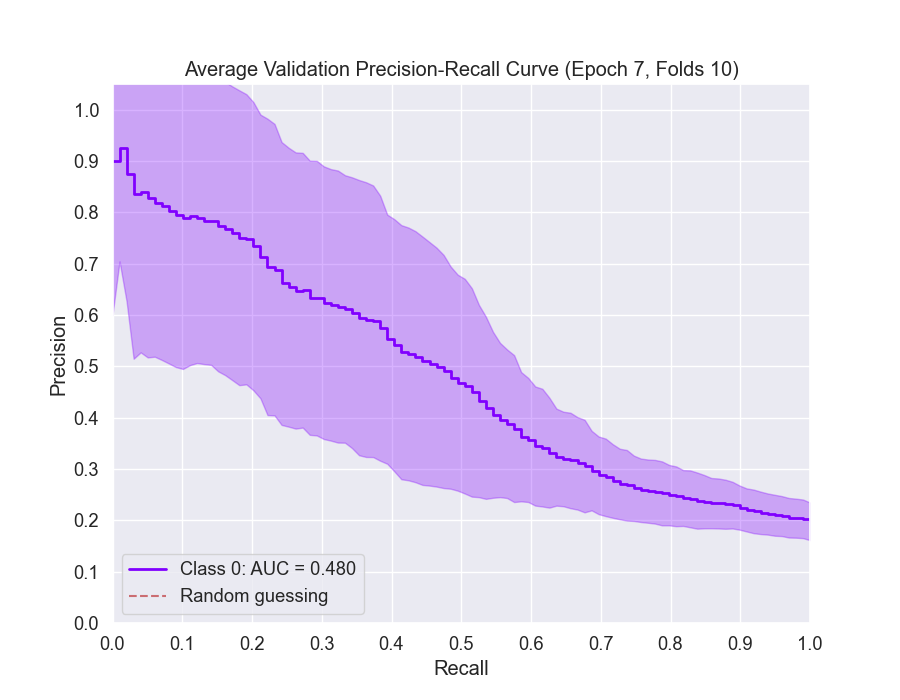 Average Validation Precision-Recall Curve (Epoch 7, Folds 10)
1.0
0.9
0.8
0.7
0.6
0.5
0.4
0.3
0.2
0.1
0.0
Precision
Class 0: AUC = 0.480
Random guessing
0.0 0.1 0.2 0.3 0.4 0.5 0.6 0.7 0.8 0.9 1.0
Recall